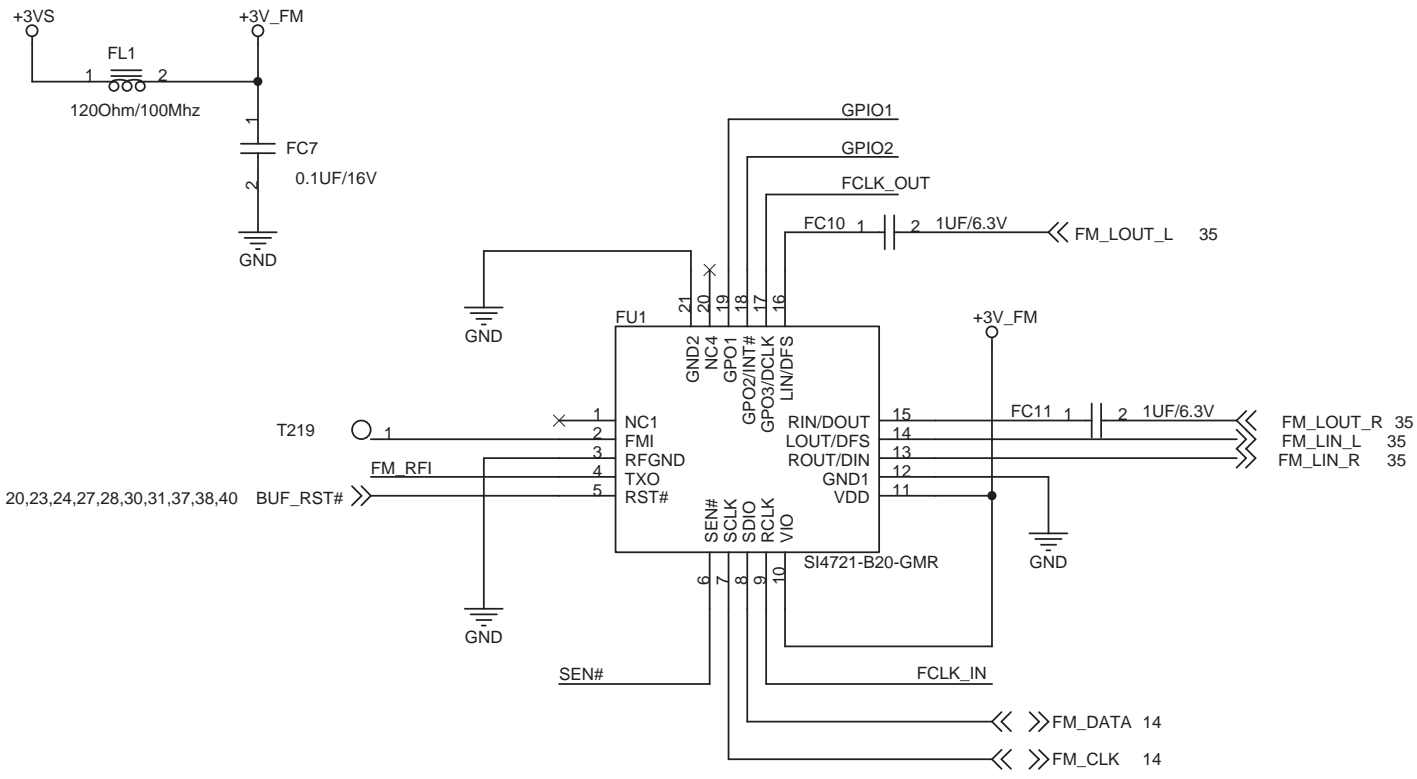 +3VS
+3V_FM
FL1
1 2
120Ohm/100Mhz
1
FC7
0.1UF/16V
2
GND
GPIO1
GPIO2
FCLK_OUT
FC10 1 2 1UF/6.3V
FM_LOUT_L 35
GND
21 20 19 18 17 16
FU1
GND2 NC4 GPO1 GPO2/INT# GPO3/DCLK LIN/DFS
+3V_FM
1 NC1
RIN/DOUT 15
FC11 1 2 1UF/6.3V
FM_LOUT_R 35
T219 1
2 FMI
LOUT/DFS 14
FM_LIN_L 35
3 RFGND
ROUT/DIN 13
FM_LIN_R 35
FM_RFI
4 TXO
GND1 12
20,23,24,27,28,30,31,37,38,40 BUF_RST#
5 RST#
VDD 11
SEN# SCLK SDIO RCLK VIO
SI4721-B20-GMR
GND
6 7 8 9 10
GND
SEN#
FCLK_IN
FM_DATA 14
FM_CLK 14